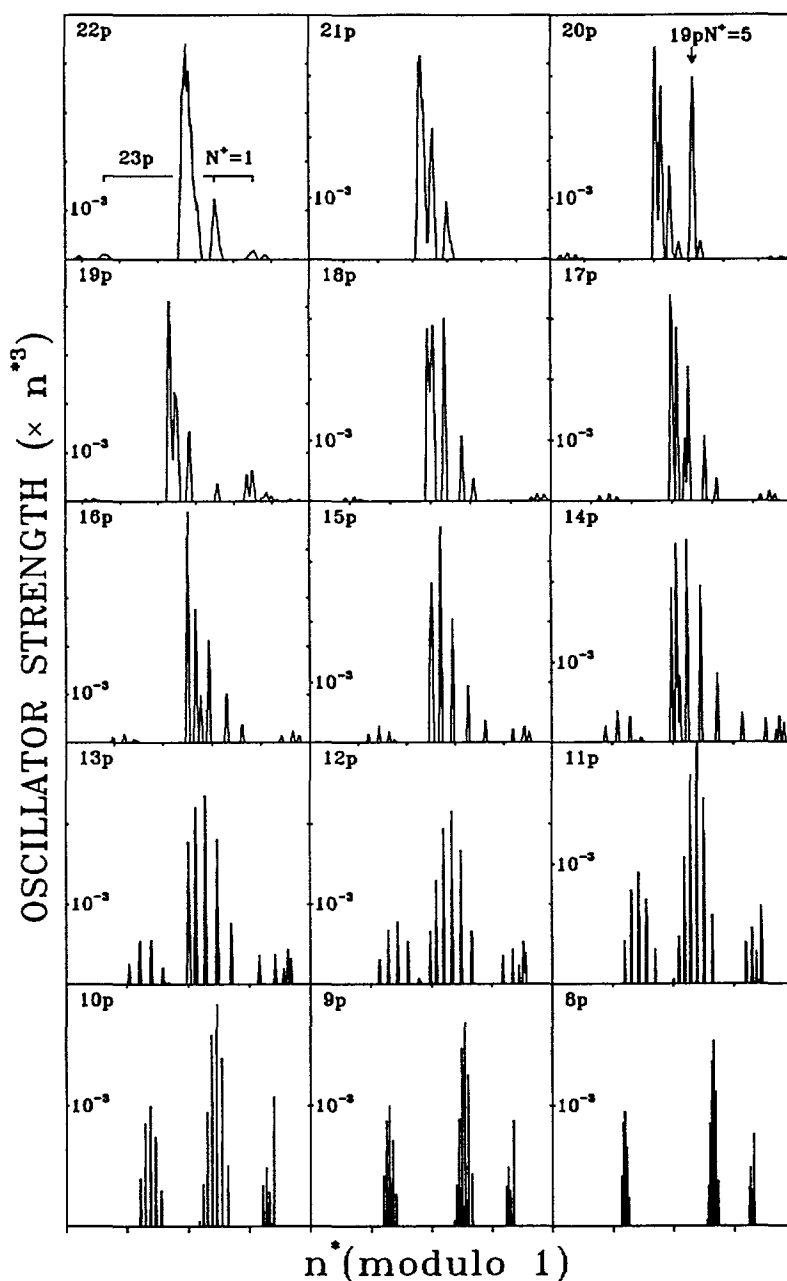 22p
21p
20p
19pN⁺=5
23p
N⁺=1
10⁻³
10⁻³
10⁻³
19p
18p
17p
10⁻³
10⁻³
10⁻³
16p
15p
14p
10⁻³
10⁻³
10⁻³
13p
12p
11p
10⁻³
10⁻³
10⁻³
10p
9p
8p
10⁻³
10⁻³
10⁻³
OSCILLATOR STRENGTH (× n*³)
n*(modulo 1)